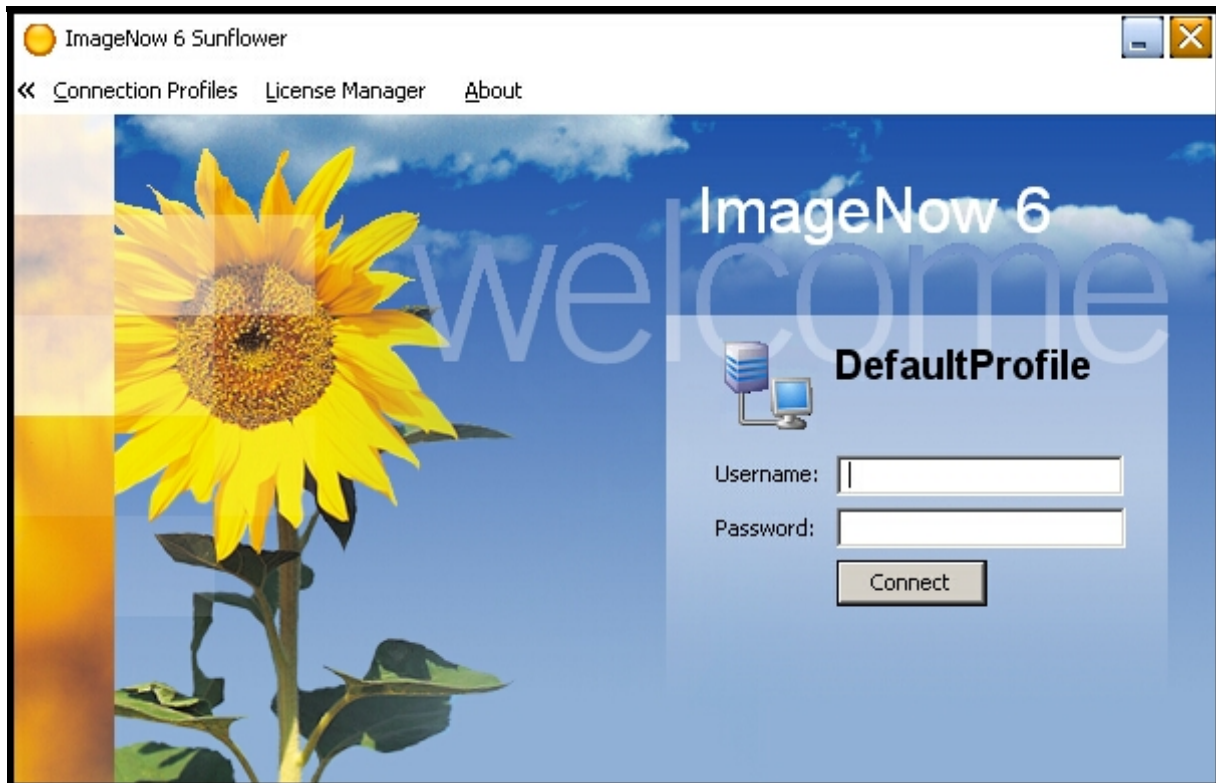 ImageNow 6 Sunflower
« Connection Profiles License Manager About
ImageNow 6
welcome
DefaultProfile
Username:
Password:
Connect